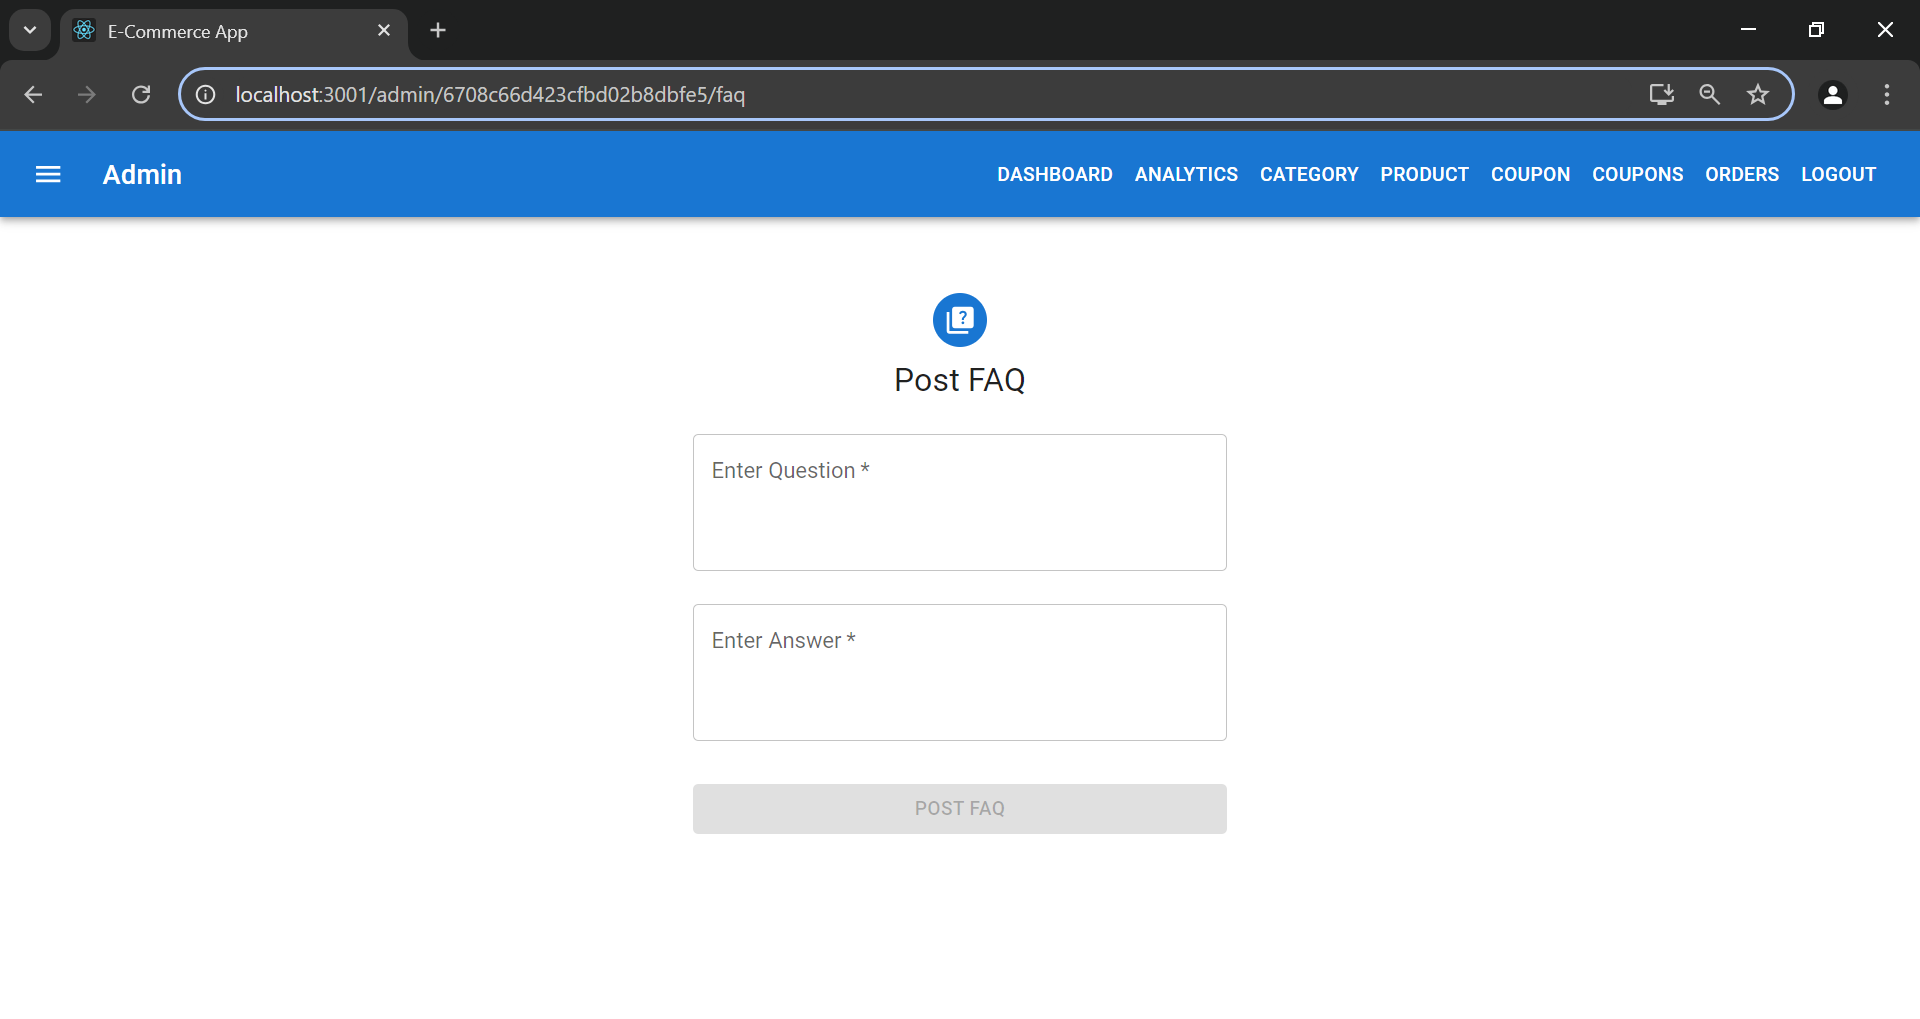 E-Commerce App
localhost:3001/admin/6708c66d423cfbd02b8dbfe5/faq
Admin
DASHBOARD ANALYTICS CATEGORY PRODUCT COUPON COUPONS ORDERS LOGOUT
?
Post FAQ
Enter Question *
Enter Answer *
POST FAQ